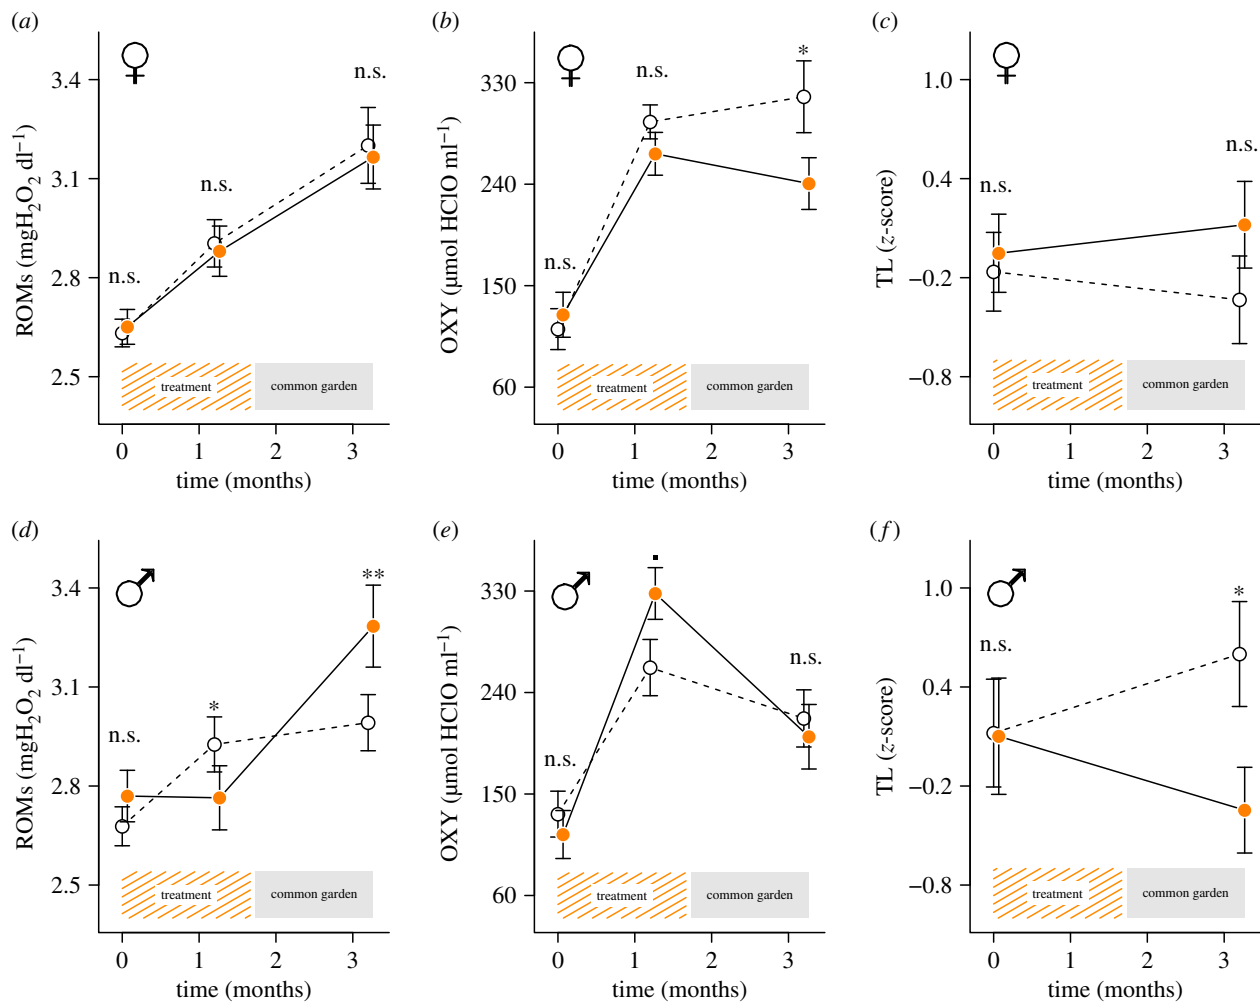 (a)
(b)
(c)
ROMs (mgH₂O₂ dl⁻¹)
3.4
3.1
2.8
2.5
n.s.
n.s.
n.s.
treatment
common garden
0 1 2 3
time (months)
OXY (µmol HClO ml⁻¹)
330
240
150
60
n.s.
n.s.
*
treatment
common garden
0 1 2 3
time (months)
TL (z-score)
1.0
0.4
−0.2
−0.8
n.s.
n.s.
treatment
common garden
0 1 2 3
time (months)
(d)
(e)
(f)
ROMs (mgH₂O₂ dl⁻¹)
3.4
3.1
2.8
2.5
n.s.
*
**
treatment
common garden
0 1 2 3
time (months)
OXY (µmol HClO ml⁻¹)
330
240
150
60
n.s.
▪
n.s.
treatment
common garden
0 1 2 3
time (months)
TL (z-score)
1.0
0.4
−0.2
−0.8
n.s.
*
treatment
common garden
0 1 2 3
time (months)